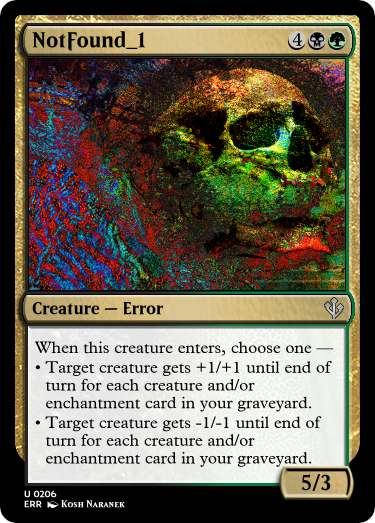 NotFound_1 4
Creature — Error
When this creature enters, choose one —
• Target creature gets +1/+1 until end of
turn for each creature and/or
enchantment card in your graveyard.
• Target creature gets -1/-1 until end of
turn for each creature and/or
enchantment card in your graveyard.
5/3
U 0206
ERR Kosh Naranek